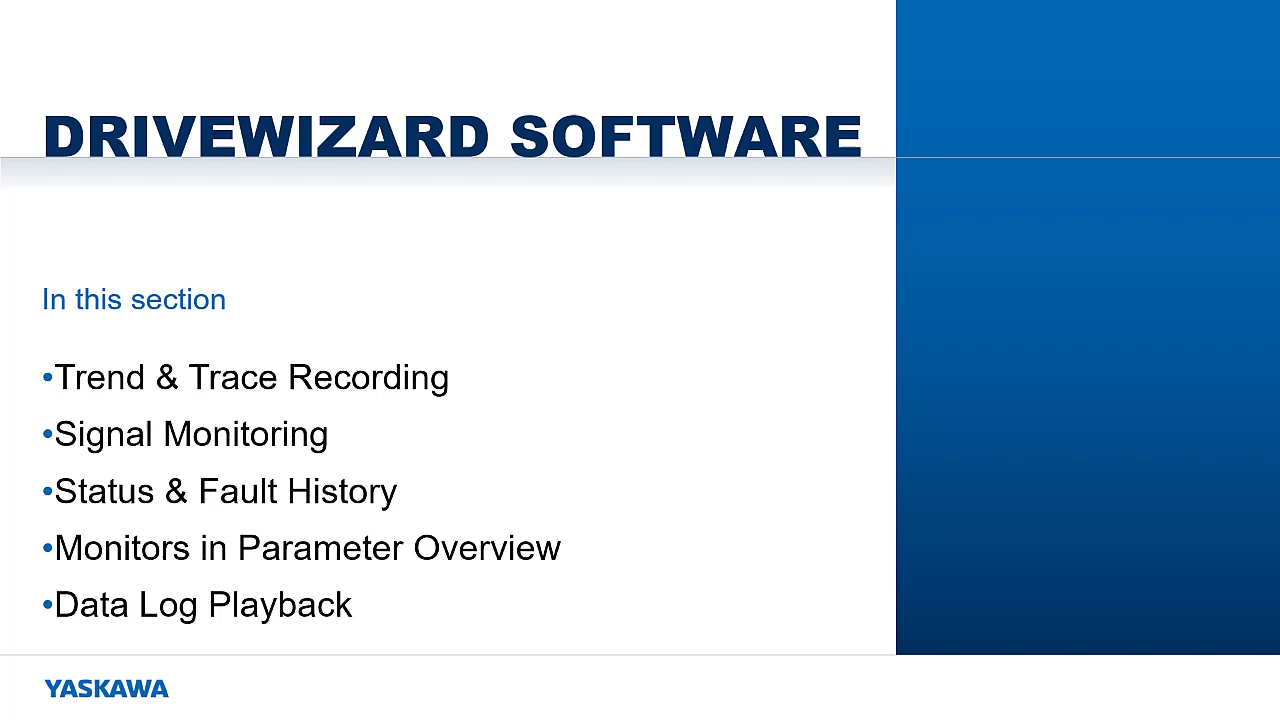 DRIVEWIZARD SOFTWARE
In this section
•Trend & Trace Recording
•Signal Monitoring
•Status & Fault History
•Monitors in Parameter Overview
•Data Log Playback
YASKAWA